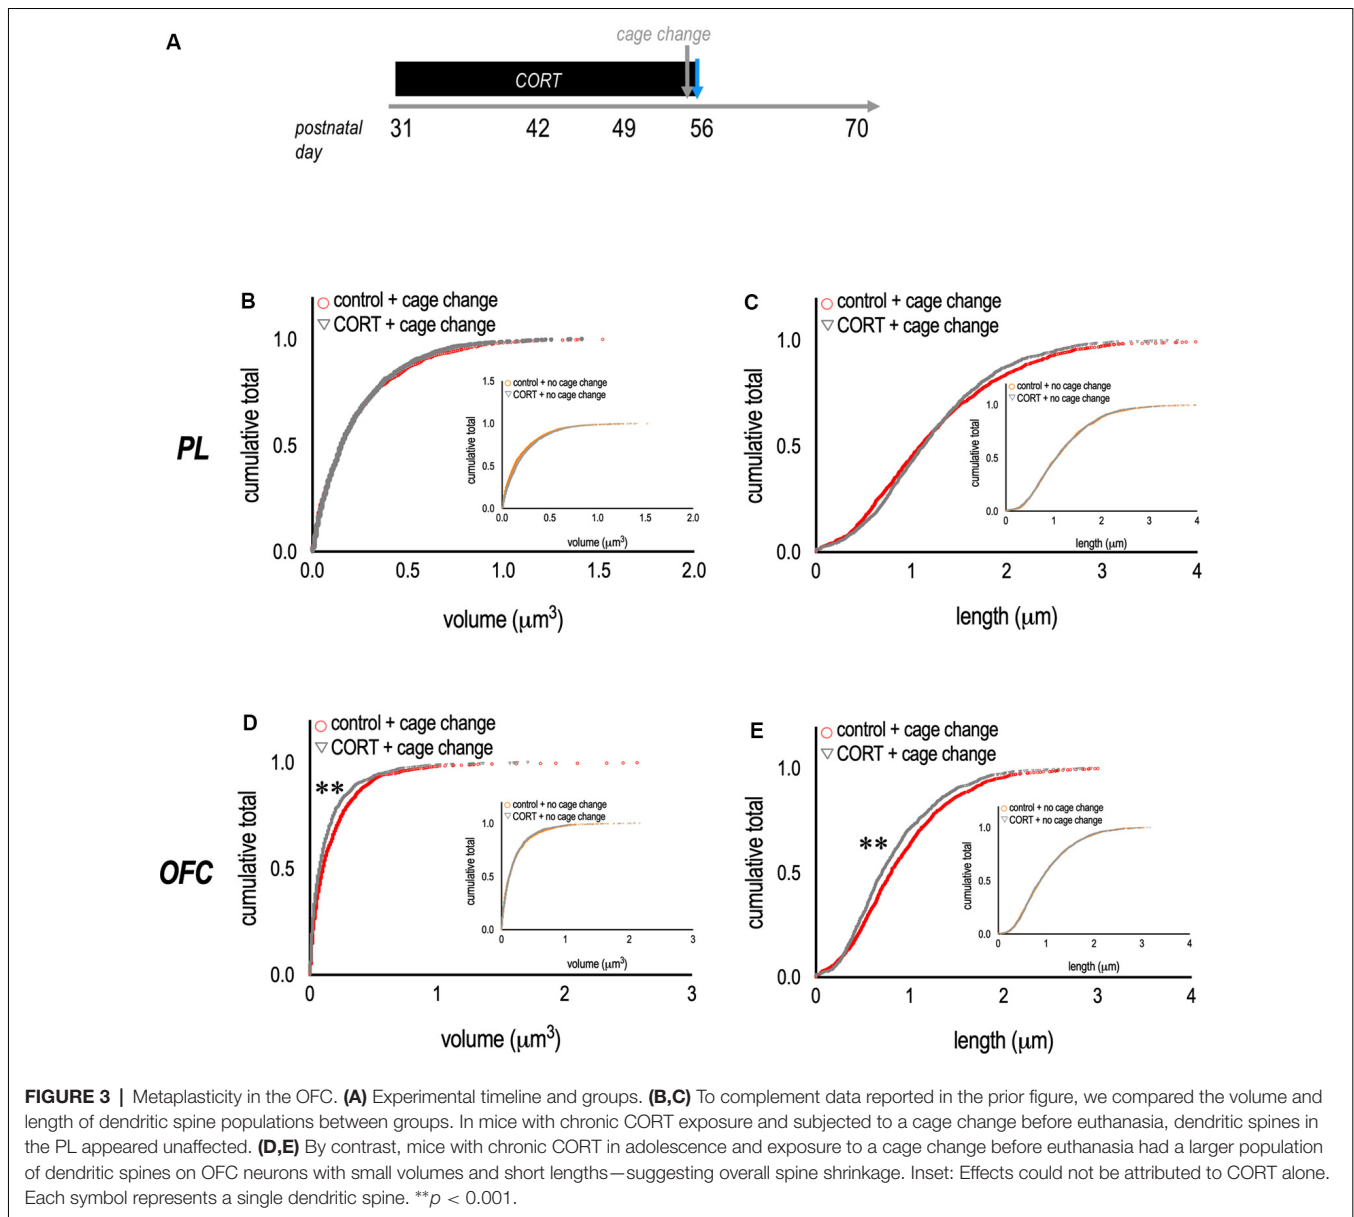 A
cage change
CORT
postnatal day
31 42 49 56 70
B
control + cage change
CORT + cage change
cumulative total
1.0
0.5
0.0
0.0 0.5 1.0 1.5 2.0
volume (μm³)
control + no cage change
CORT + no cage change
cumulative total
1.5
1.0
0.5
0.0
0.0 0.5 1.0 1.5 2.0
volume (μm³)
C
control + cage change
CORT + cage change
cumulative total
1.0
0.5
0.0
0 1 2 3 4
length (μm)
control + no cage change
CORT + no cage change
cumulative total
1.0
0.5
0.0
0 1 2 3 4
length (μm)
PL
D
control + cage change
CORT + cage change
**
cumulative total
1.0
0.5
0.0
0 1 2 3
volume (μm³)
control + no cage change
CORT + no cage change
cumulative total
1.0
0.5
0.0
0 1 2 3
volume (μm³)
E
control + cage change
CORT + cage change
**
cumulative total
1.0
0.5
0.0
0 1 2 3 4
length (μm)
control + no cage change
CORT + no cage change
cumulative total
1.0
0.5
0.0
0 1 2 3 4
length (μm)
OFC
FIGURE 3 | Metaplasticity in the OFC. (A) Experimental timeline and groups. (B,C) To complement data reported in the prior figure, we compared the volume and
length of dendritic spine populations between groups. In mice with chronic CORT exposure and subjected to a cage change before euthanasia, dendritic spines in
the PL appeared unaffected. (D,E) By contrast, mice with chronic CORT in adolescence and exposure to a cage change before euthanasia had a larger population
of dendritic spines on OFC neurons with small volumes and short lengths—suggesting overall spine shrinkage. Inset: Effects could not be attributed to CORT alone.
Each symbol represents a single dendritic spine. **p < 0.001.